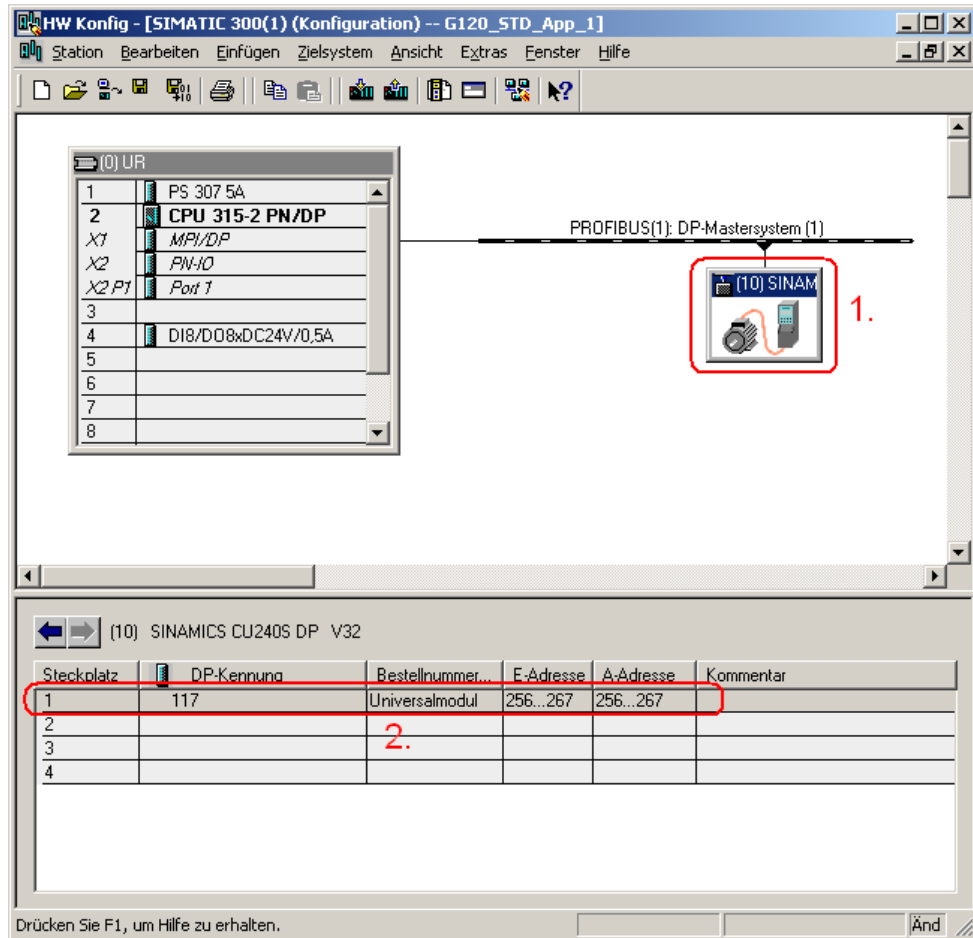 HW Konfig - [SIMATIC 300(1) (Konfiguration) -- G120_STD_App_1]
Station Bearbeiten Einfügen Zielsystem Ansicht Extras Fenster Hilfe
(0) UR
1 PS 307 5A
2 CPU 315-2 PN/DP
X1 MPI/DP
X2 PN-IO
X2 P1 Port 1
3
4 DI8/DO8xDC24V/0,5A
5
6
7
8
PROFIBUS(1): DP-Mastersystem (1)
(10) SINAM
1.
(10) SINAMICS CU240S DP V32
Steckplatz DP-Kennung Bestellnummer... E-Adresse A-Adresse Kommentar
1 117 Universalmodul 256...267 256...267
2
2.
3
4
Drücken Sie F1, um Hilfe zu erhalten. Änd